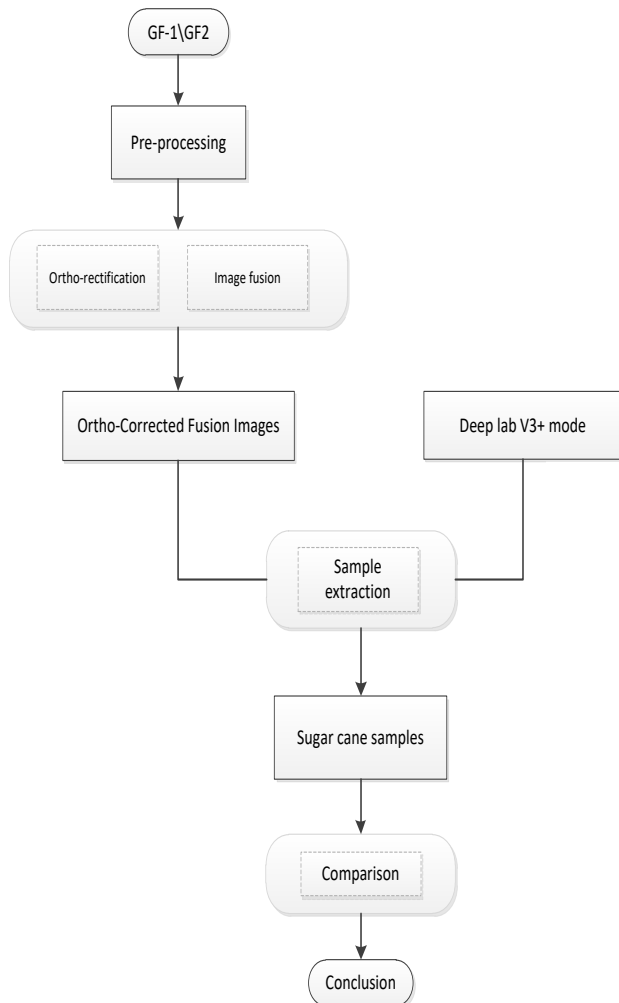 GF-1\GF2
Pre-processing
Ortho-rectification
Image fusion
Ortho-Corrected Fusion Images
Deep lab V3+ mode
Sample
extraction
Sugar cane samples
Comparison
Conclusion